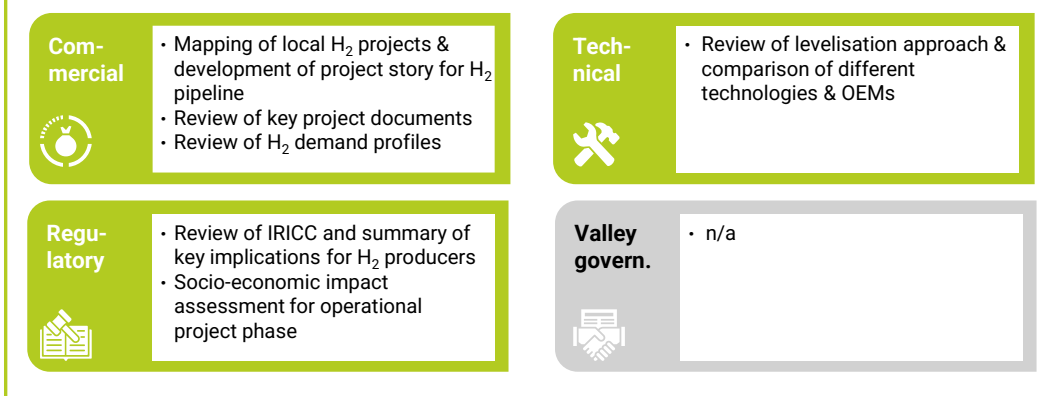 Com-
mercial
• Mapping of local H₂ projects &
development of project story for H₂
pipeline
• Review of key project documents
• Review of H₂ demand profiles
Tech-
nical
• Review of levelisation approach &
comparison of different
technologies & OEMs
Regu-
latory
• Review of IRICC and summary of
key implications for H₂ producers
• Socio-economic impact
assessment for operational
project phase
Valley
govern.
• n/a